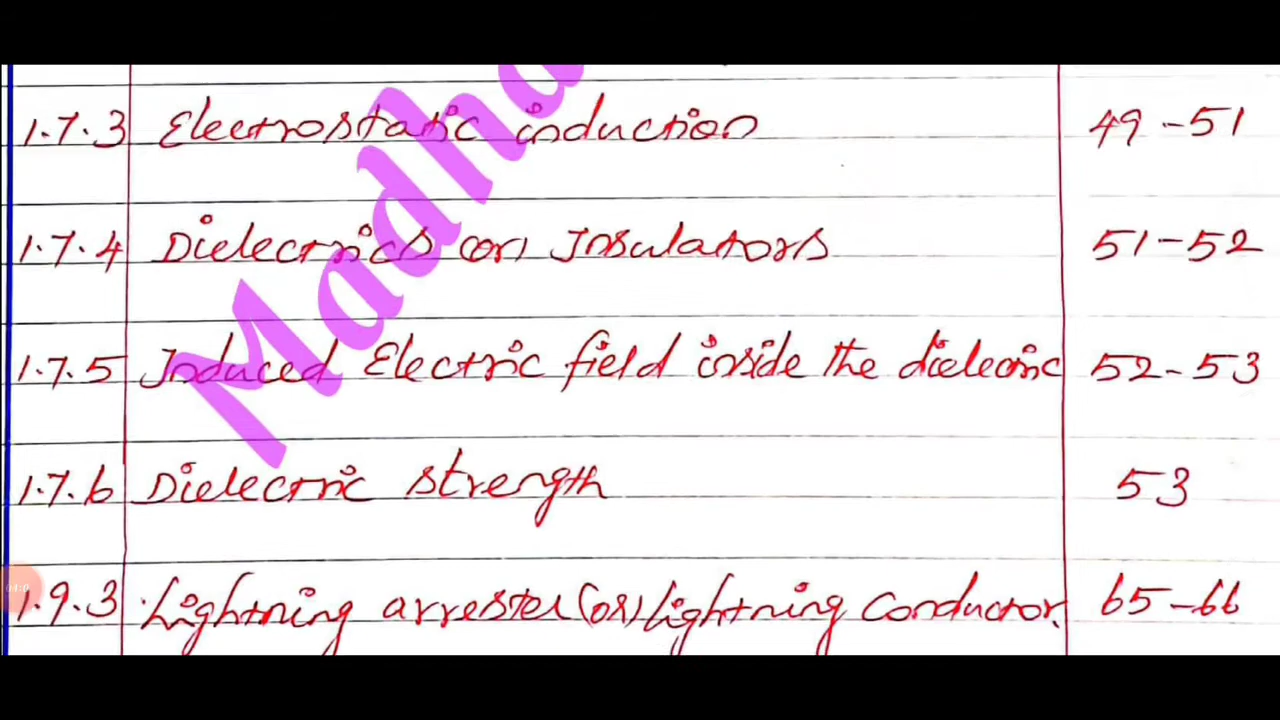 1.7.3 Electrostatic induction 49-51
1.7.4 Dielectrics (or) Insulators 51-52
1.7.5 Induced Electric field inside the dielectric 52-53
1.7.6 Dielectric strength 53
1.9.3 Lightning arrester (or) lightning conductor. 65-66
Madha